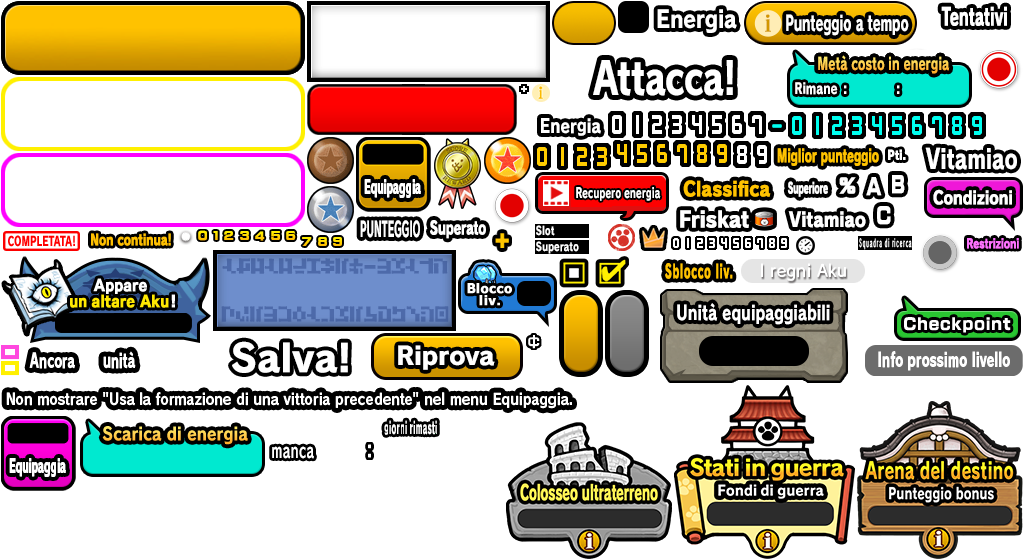 Energia
Punteggio a tempo
Tentativi
Attacca!
Metà costo in energia
Rimane :
:
Energia
01234567-0123456789
012345678989
Miglior punteggio
Pti.
Vitamiao
Equipaggia
Recupero energia
Classifica
Superiore
% A B
Condizioni
PUNTEGGIO
Superato
Friskat
Vitamiao
C
COMPLETATA!
Non continua!
0123456
789
Slot
Superato
0123456789
Squadra di ricerca
Restrizioni
Appare
un altare Aku!
Blocco
liv.
Sblocco liv.
I regni Aku
Unità equipaggiabili
Checkpoint
Ancora
unità
Salva!
Riprova
Info prossimo livello
Non mostrare "Usa la formazione di una vittoria precedente" nel menu Equipaggia.
Equipaggia
Scarica di energia
manca
:
giorni rimasti
Colosseo ultraterreno
Stati in guerra
Fondi di guerra
Arena del destino
Punteggio bonus